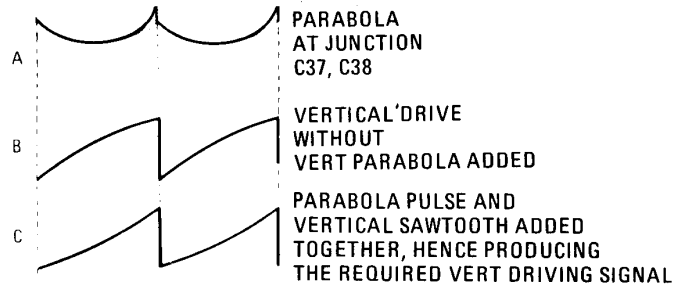 A
PARABOLA
AT JUNCTION
C37, C38
B
VERTICAL'DRIVE
WITHOUT
VERT PARABOLA ADDED
C
PARABOLA PULSE AND
VERTICAL SAWTOOTH ADDED
TOGETHER, HENCE PRODUCING
THE REQUIRED VERT DRIVING SIGNAL